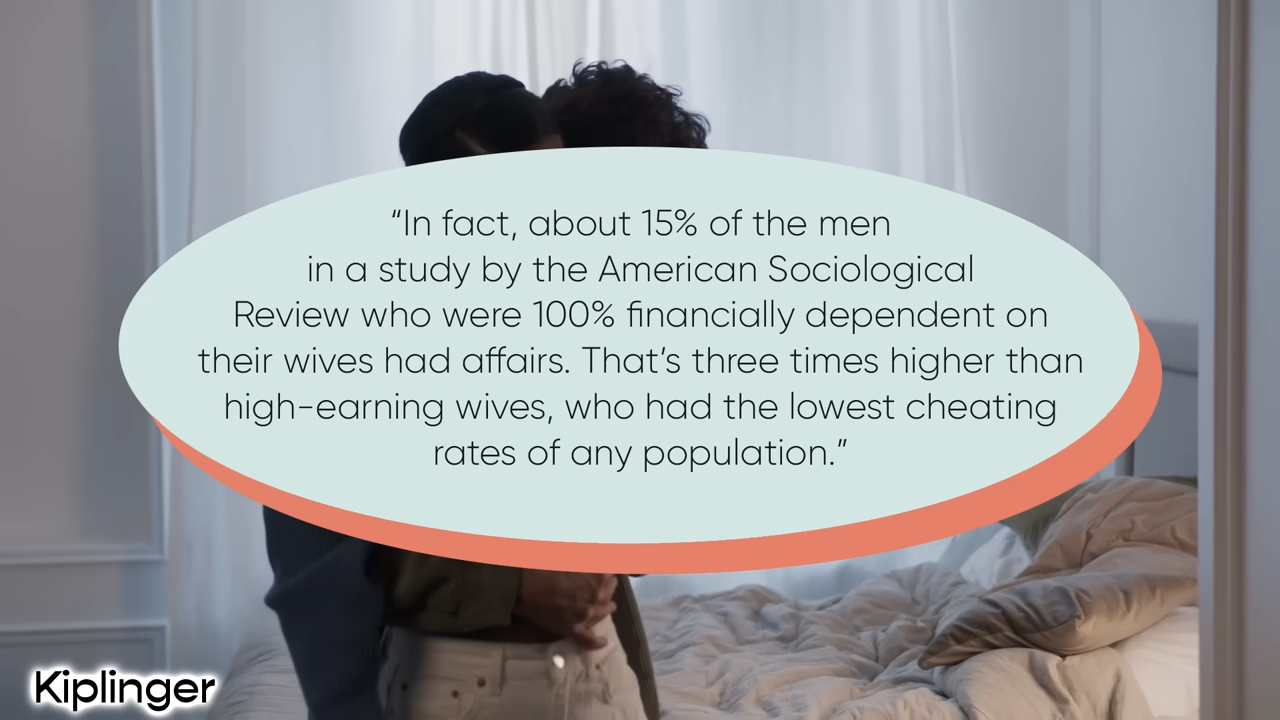 “In fact, about 15% of the men
in a study by the American Sociological
Review who were 100% financially dependent on
their wives had affairs. That’s three times higher than
high-earning wives, who had the lowest cheating
rates of any population.”
Kiplinger